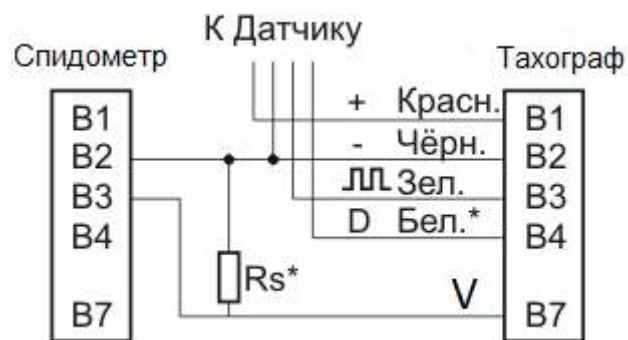 К Датчику
Спидометр
Тахограф
B1
B2
B3
B4
B7
+ Красн.
- Чёрн.
Зел.
D Бел.*
Rs*
V
B1
B2
B3
B4
B7